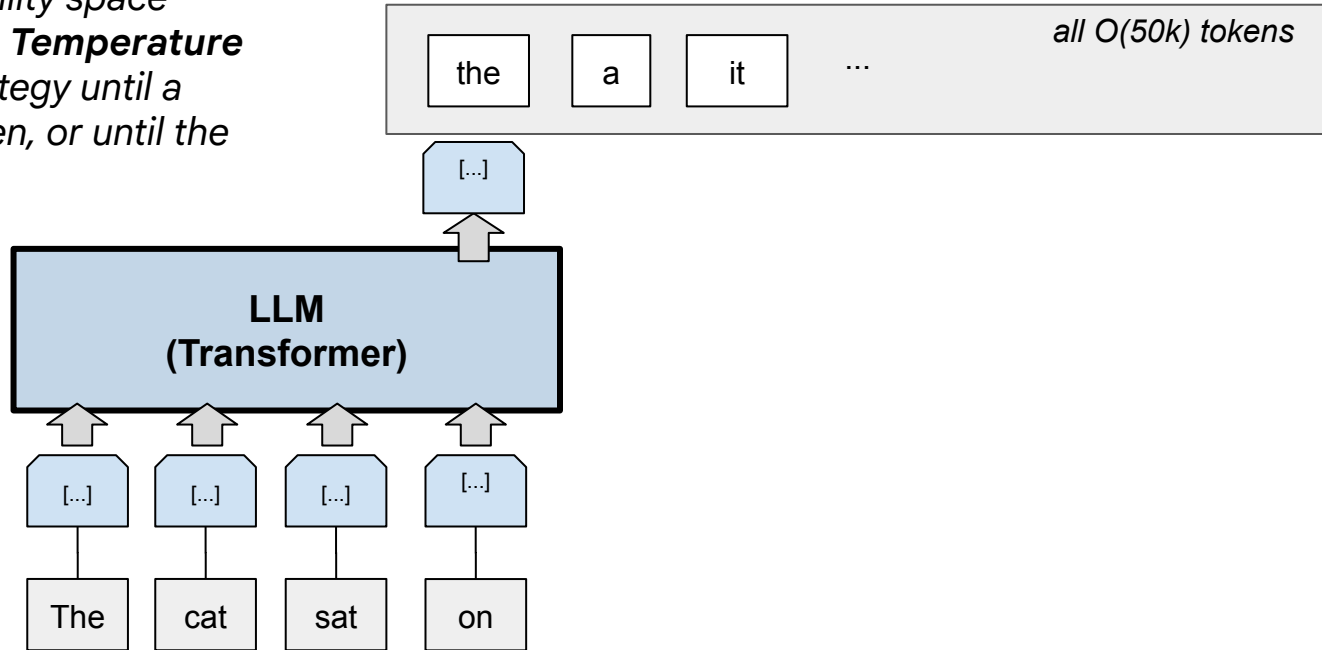 ility space
Temperature
tegy until a
en, or until the
all O(50k) tokens
the a it ...
[...]
LLM
(Transformer)
[...] [...] [...] [...]
The cat sat on